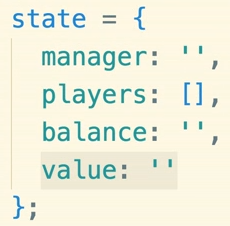 state = {
  manager: '',
  players: [],
  balance: '',
  value: ''
};